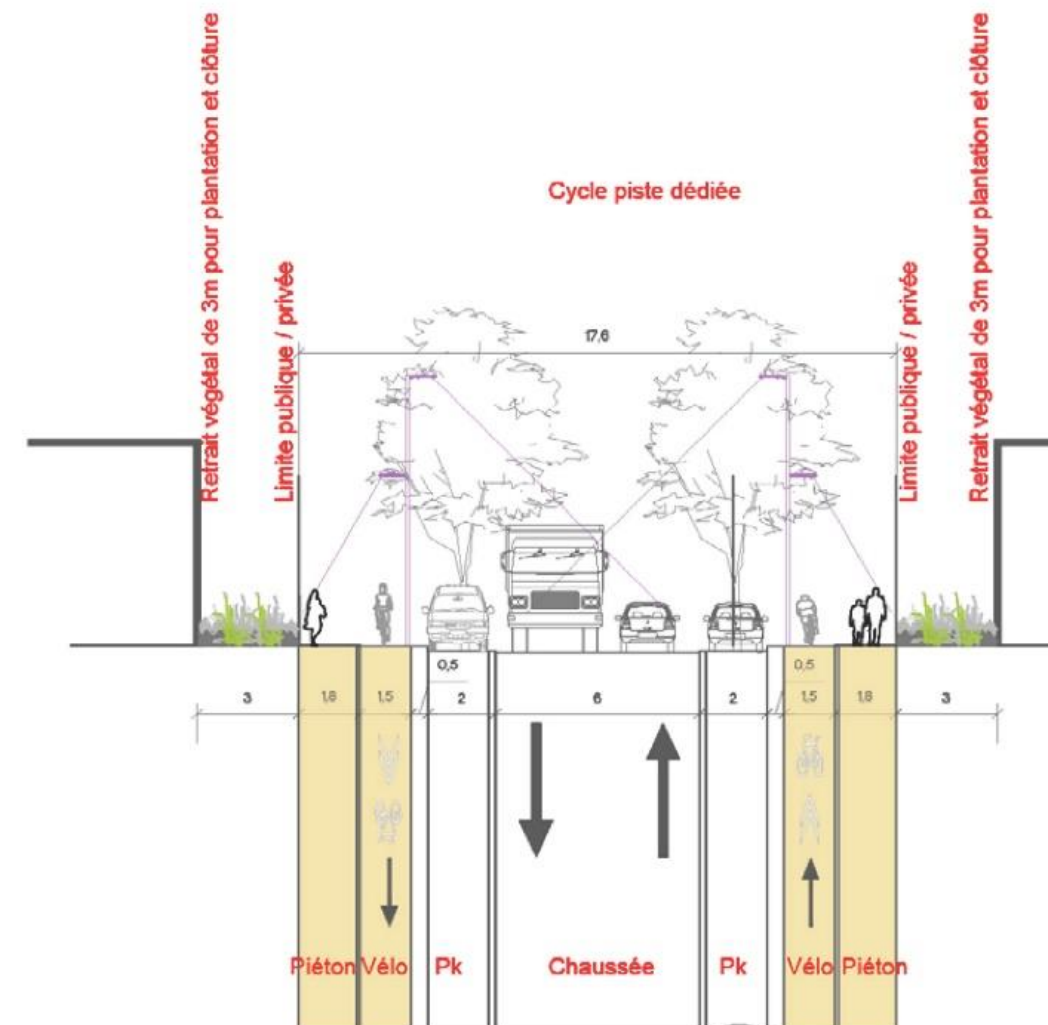 Retrait végétal de 3m pour plantation et clôture
Retrait végétal de 3m pour plantation et clôture
Cycle piste dédiée
Limite publique / privée
Limite publique / privée
17,6
0,5
0,5
3
1,8
1,5
2
6
2
1,5
1,8
3
Piéton
Vélo
Pk
Chaussée
Pk
Vélo
Piéton